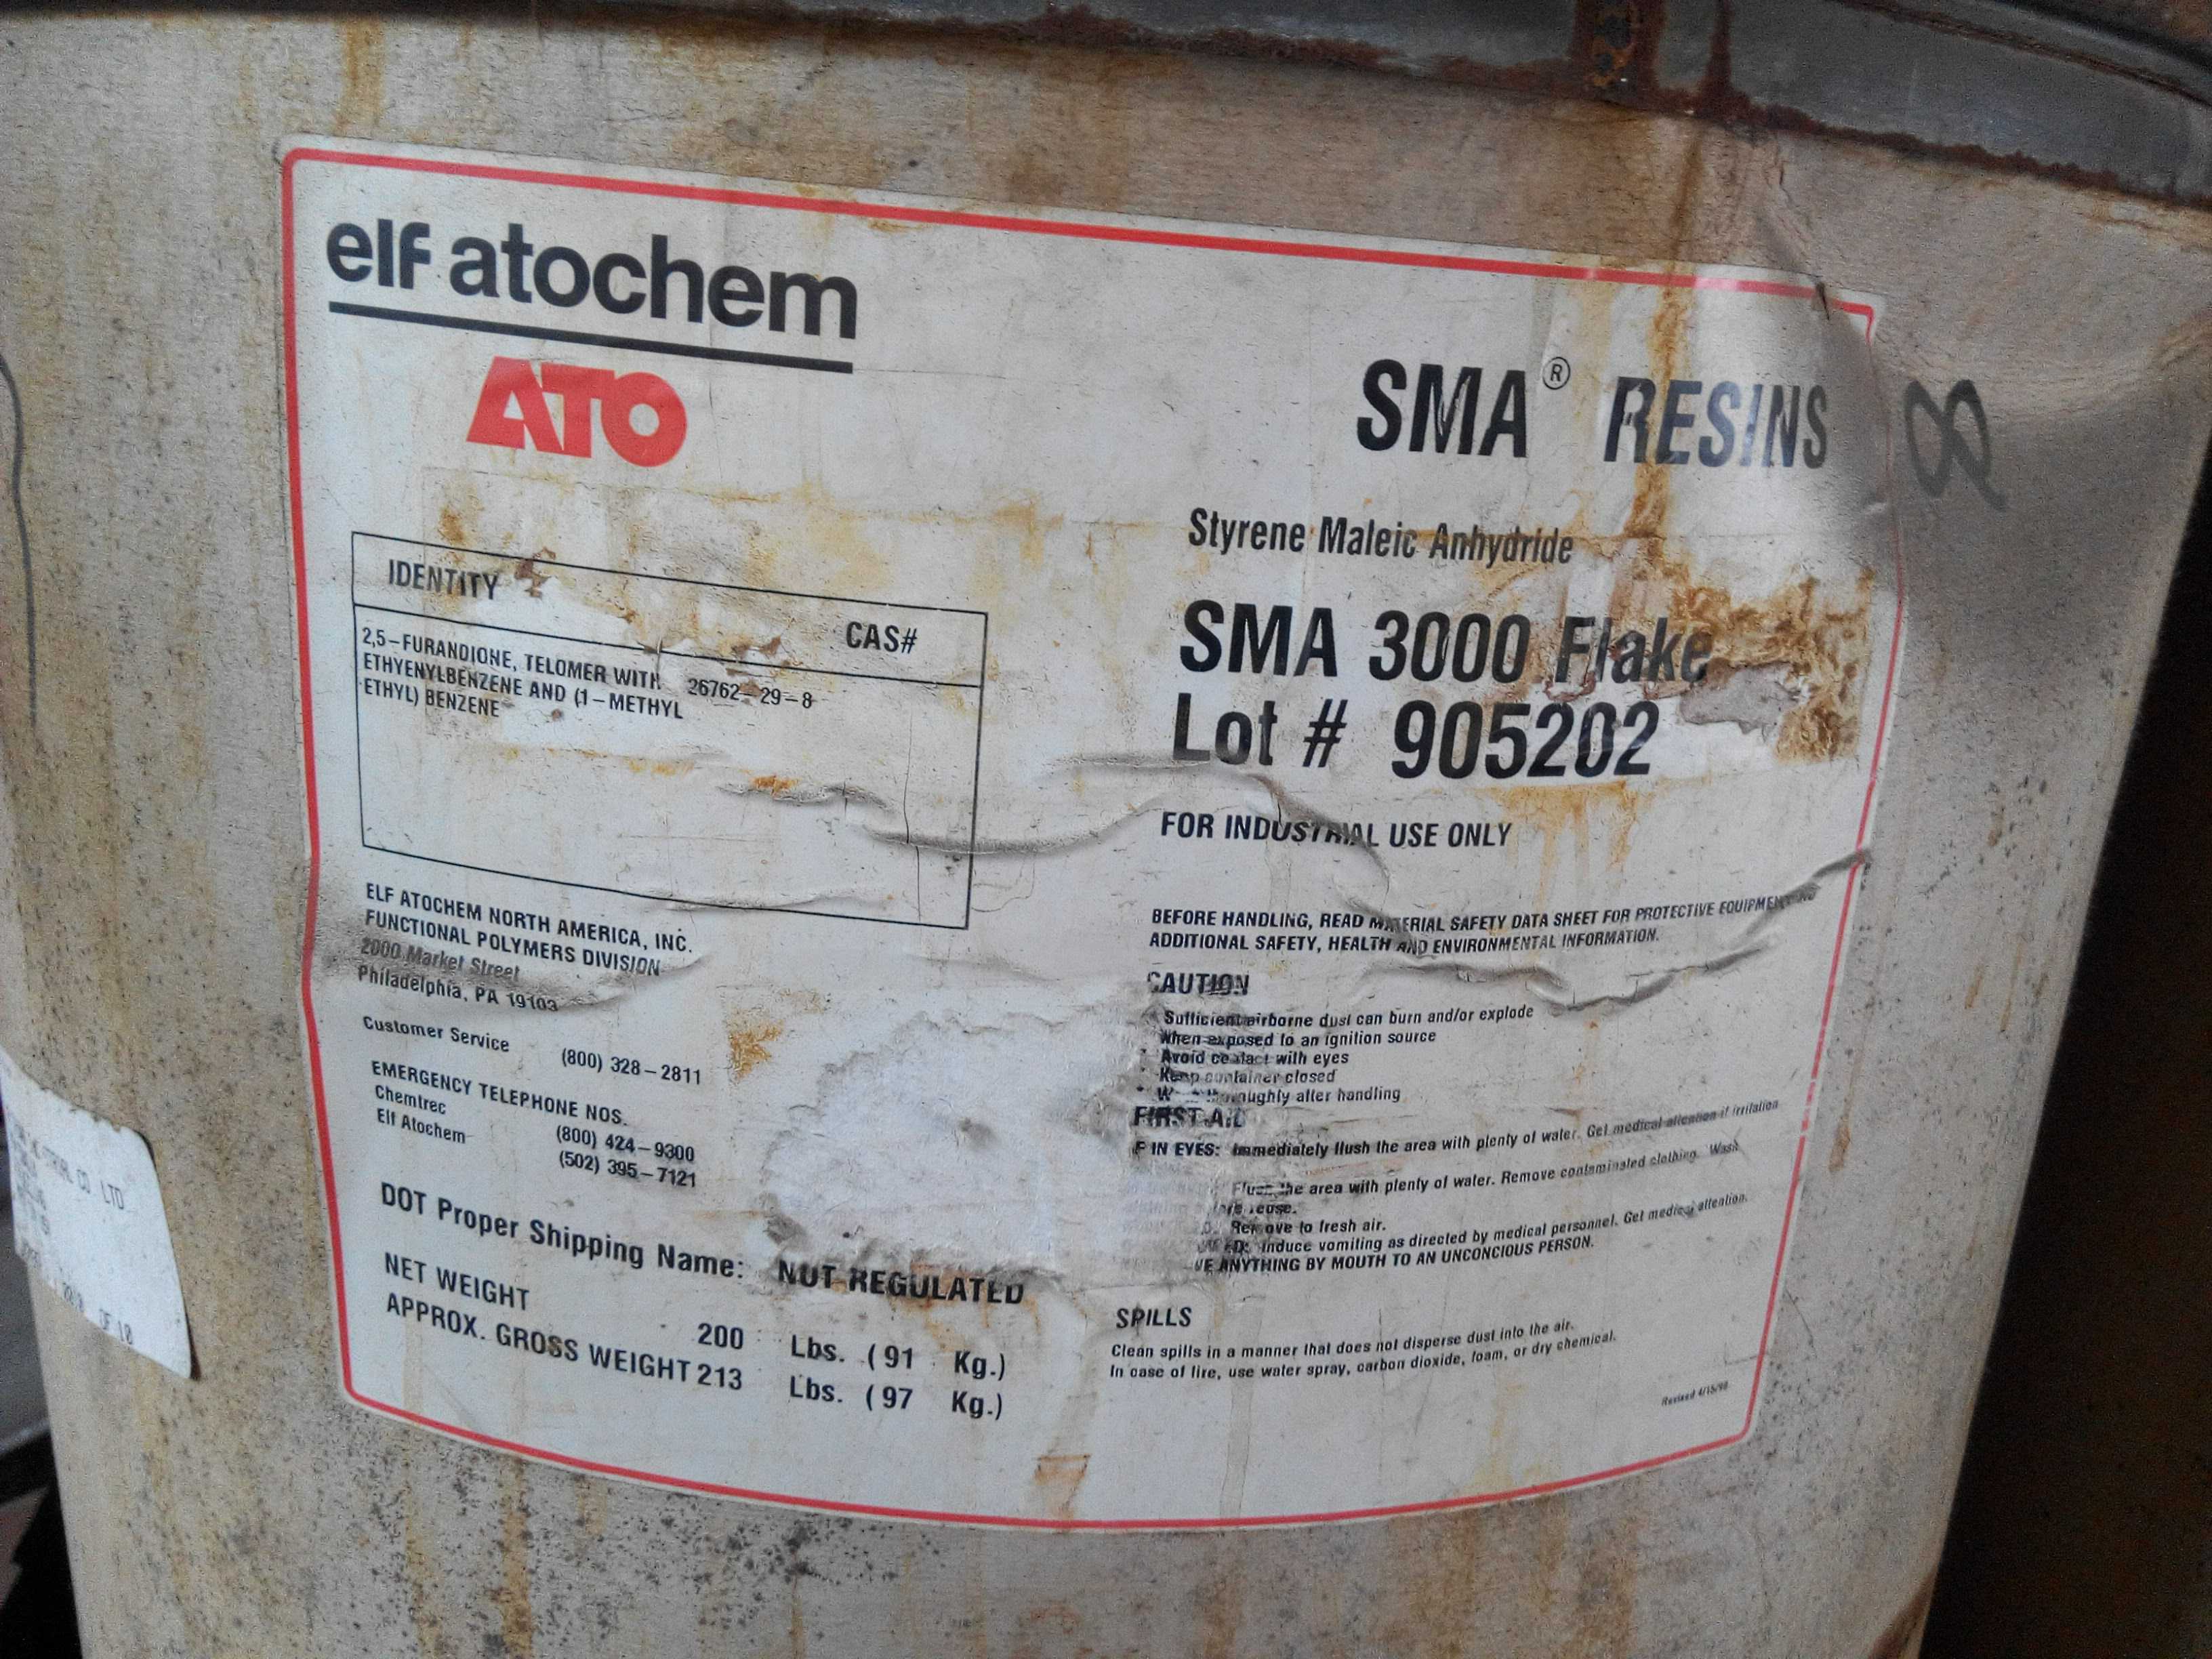 elf atochem
ATO
IDENTITY
CAS#
2,5-FURANDIONE, TELOMER WITH 26762-29-8
ETHYENYLBENZENE AND (1-METHYL
ETHYL) BENZENE
ELF ATOCHEM NORTH AMERICA, INC.
FUNCTIONAL POLYMERS DIVISION
2000 Market Street
Philadelphia, PA 19103
Customer Service (800) 328-2811
EMERGENCY TELEPHONE NOS.
Chemtrec (800) 424-9300
Elf Atochem (502) 395-7121
DOT Proper Shipping Name: NOT REGULATED
NET WEIGHT 200 Lbs. (91 Kg.)
APPROX. GROSS WEIGHT 213 Lbs. (97 Kg.)
SMA® RESINS
8
Styrene Maleic Anhydride
SMA 3000 Flake
Lot # 905202
FOR INDUSTRIAL USE ONLY
BEFORE HANDLING, READ MATERIAL SAFETY DATA SHEET FOR PROTECTIVE EQUIPMENT
ADDITIONAL SAFETY, HEALTH AND ENVIRONMENTAL INFORMATION.
CAUTION
Sufficient airborne dust can burn and/or explode
when exposed to an ignition source
Avoid contact with eyes
Keep container closed
thoroughly after handling
FIRST AID
IN EYES: Immediately flush the area with plenty of water. Get medical attention if irritation
Flush the area with plenty of water. Remove contaminated clothing. Wash
reuse.
Remove to fresh air.
Induce vomiting as directed by medical personnel. Get medical attention.
ANYTHING BY MOUTH TO AN UNCONCIOUS PERSON.
SPILLS
Clean spills in a manner that does not disperse dust into the air.
In case of fire, use water spray, carbon dioxide, foam, or dry chemical.
Revised
CO LTD
OF 10